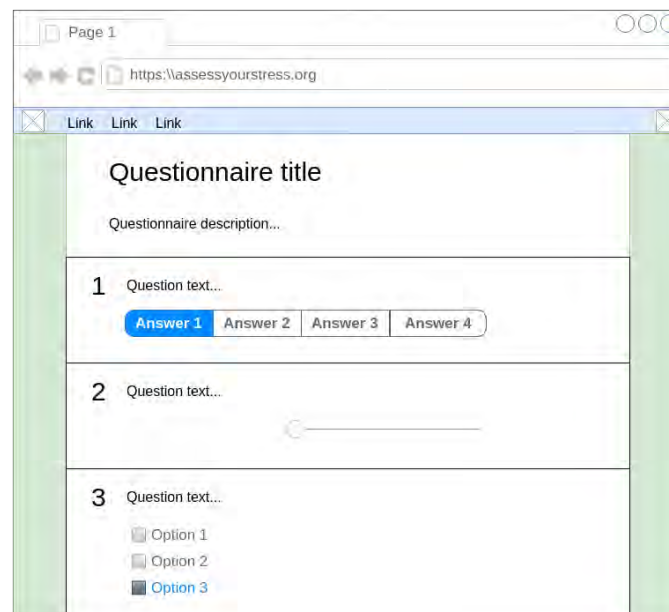 Page 1
https:\\assessyourstress.org
Link Link Link
Questionnaire title
Questionnaire description...
1 Question text...
Answer 1 Answer 2 Answer 3 Answer 4
2 Question text...
3 Question text...
Option 1
Option 2
Option 3